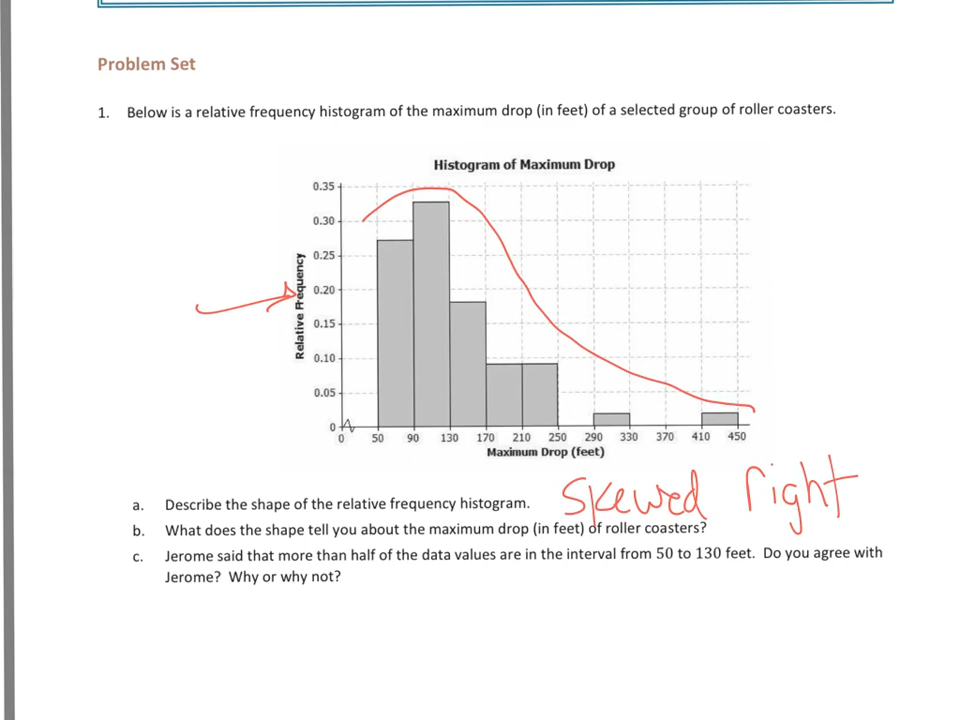 Problem Set
1. Below is a relative frequency histogram of the maximum drop (in feet) of a selected group of roller coasters.
Histogram of Maximum Drop
0.35
0.30
0.25
0.20
0.15
0.10
0.05
0
Relative Frequency
0 50 90 130 170 210 250 290 330 370 410 450
Maximum Drop (feet)
a. Describe the shape of the relative frequency histogram. Skewed right
b. What does the shape tell you about the maximum drop (in feet) of roller coasters?
c. Jerome said that more than half of the data values are in the interval from 50 to 130 feet. Do you agree with
Jerome? Why or why not?